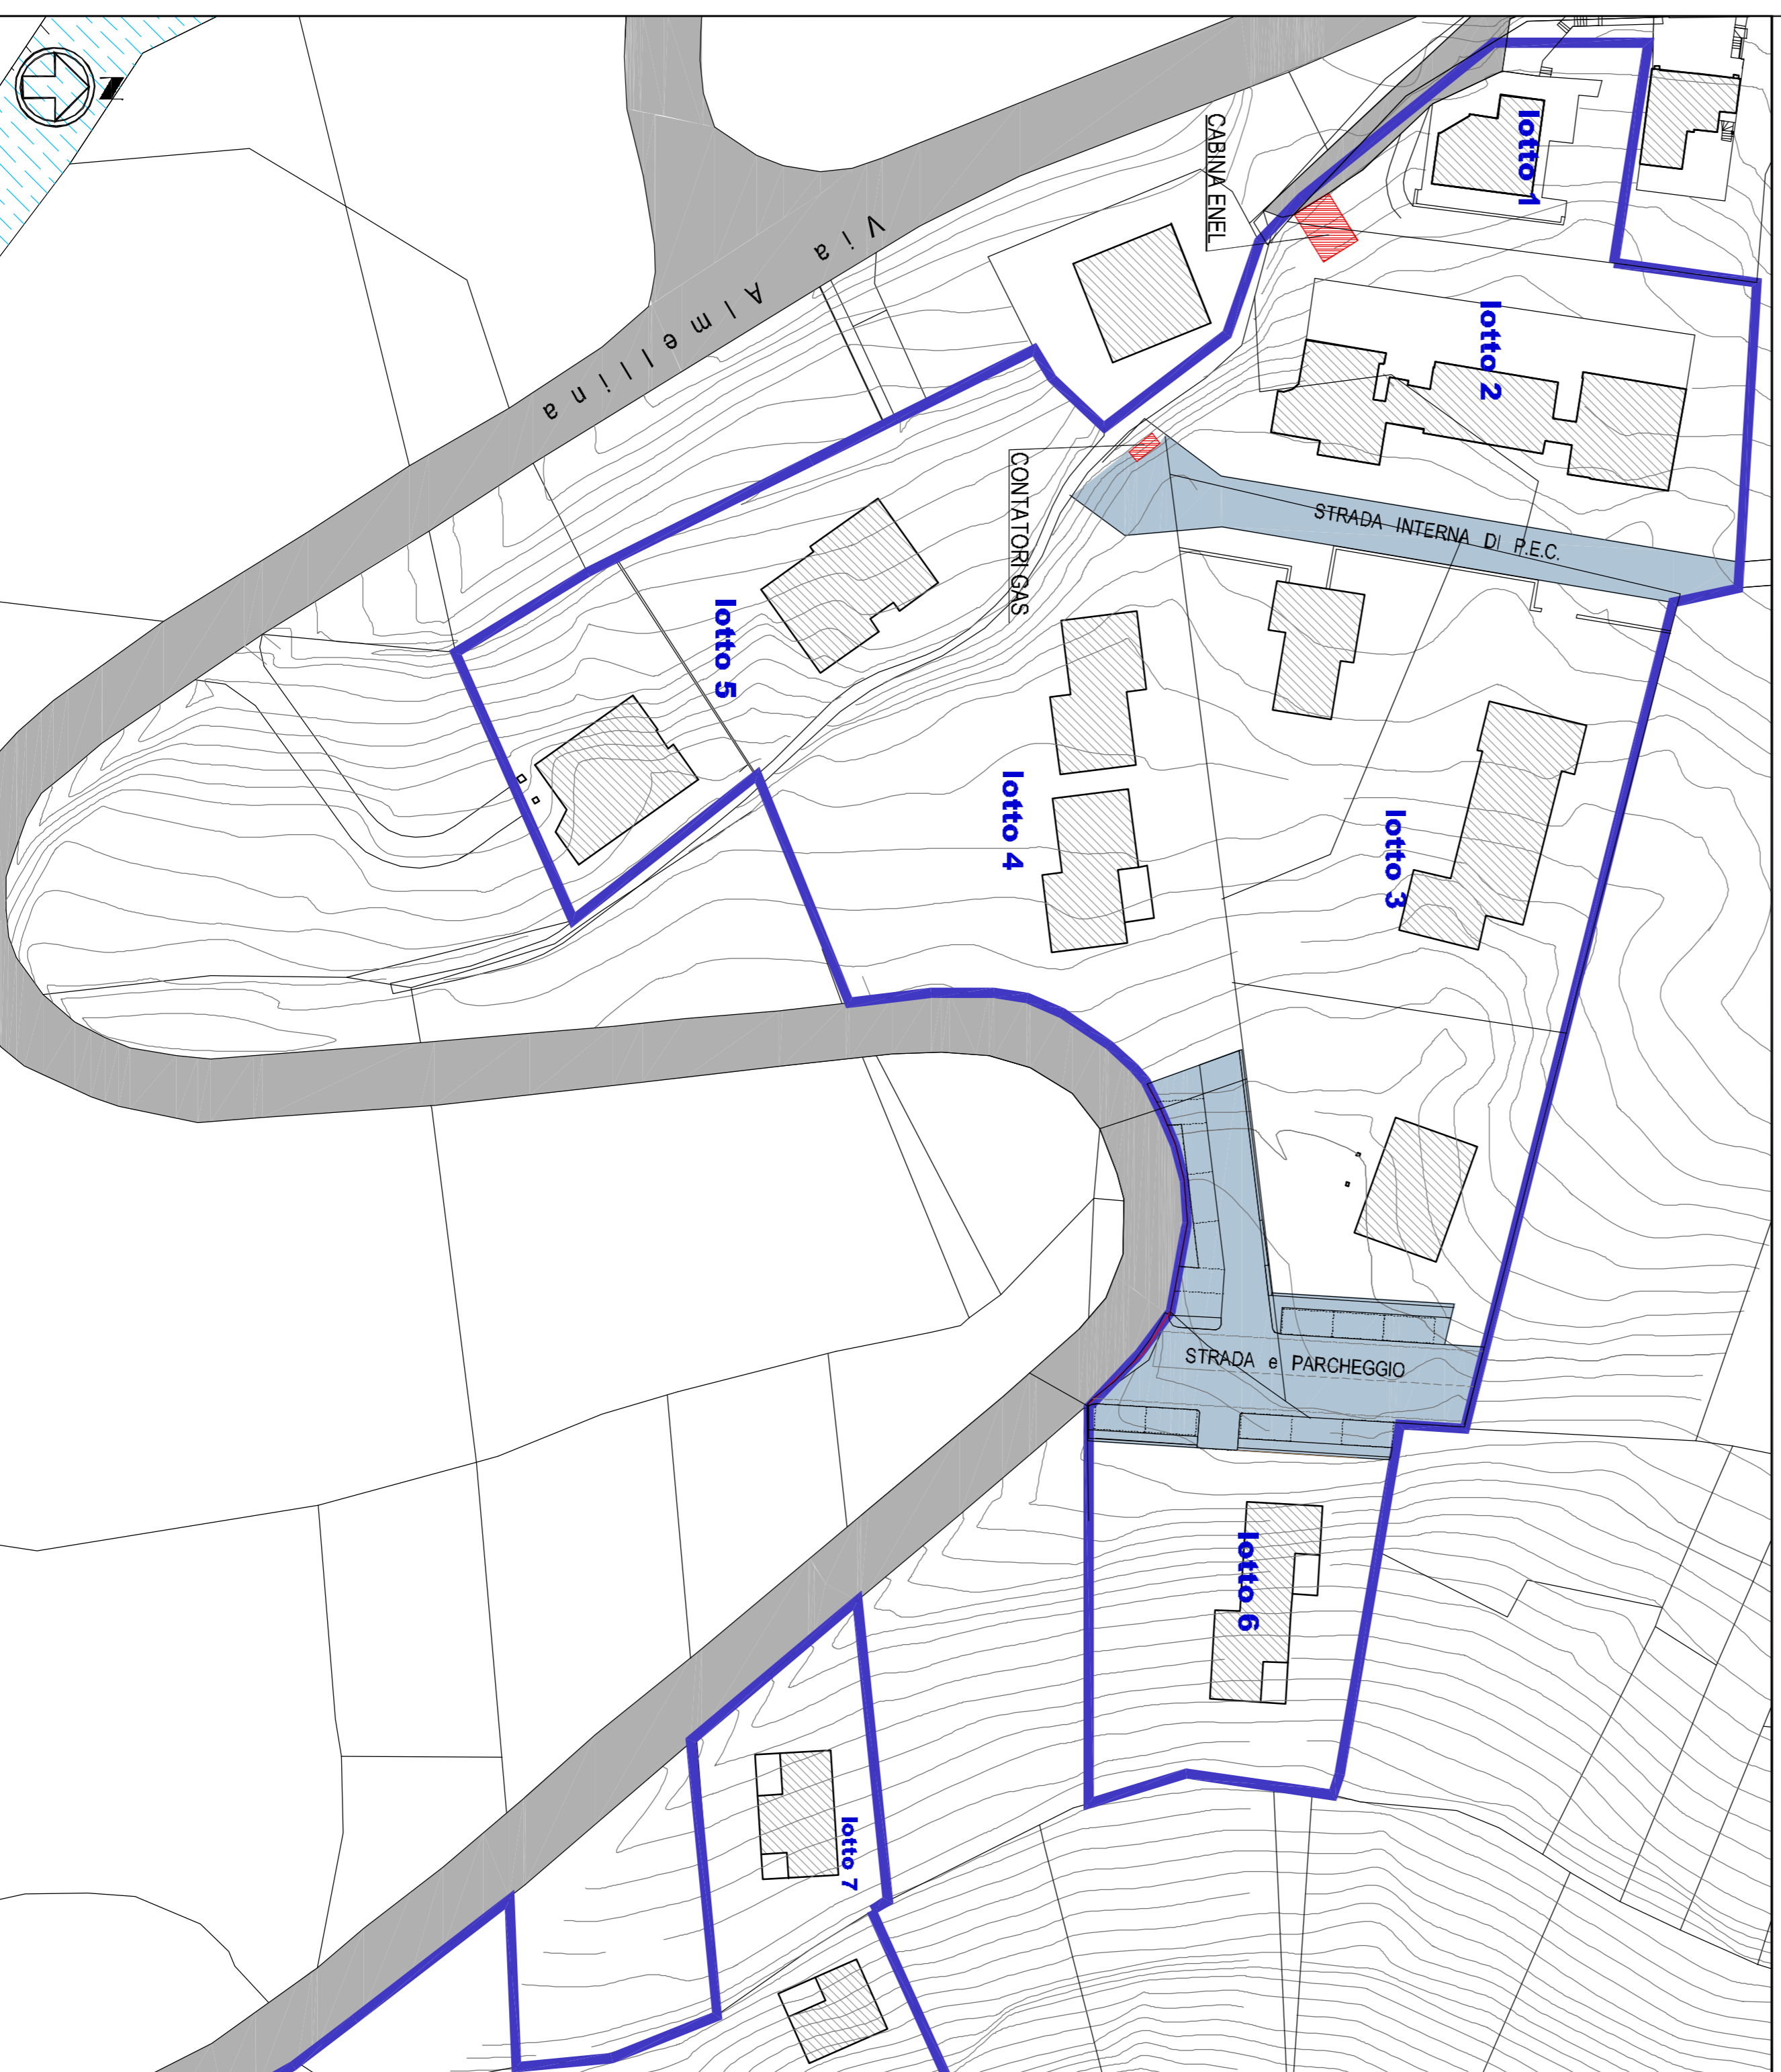 N
lotto 1
CABINA ENEL
Via Almellina
lotto 2
STRADA INTERNA DI P.E.C.
CONTATORI GAS
lotto 5
lotto 4
lotto 3
STRADA e PARCHEGGIO
lotto 6
lotto 7